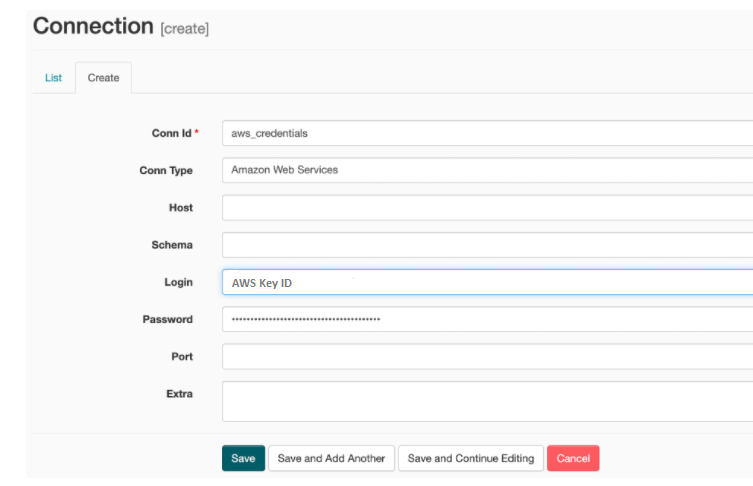 Connection [create]
List Create
Conn Id * aws_credentials
Conn Type Amazon Web Services
Host
Schema
Login AWS Key ID
Password ••••••••••••••••••••••••••••••••••••••••
Port
Extra
Save Save and Add Another Save and Continue Editing Cancel